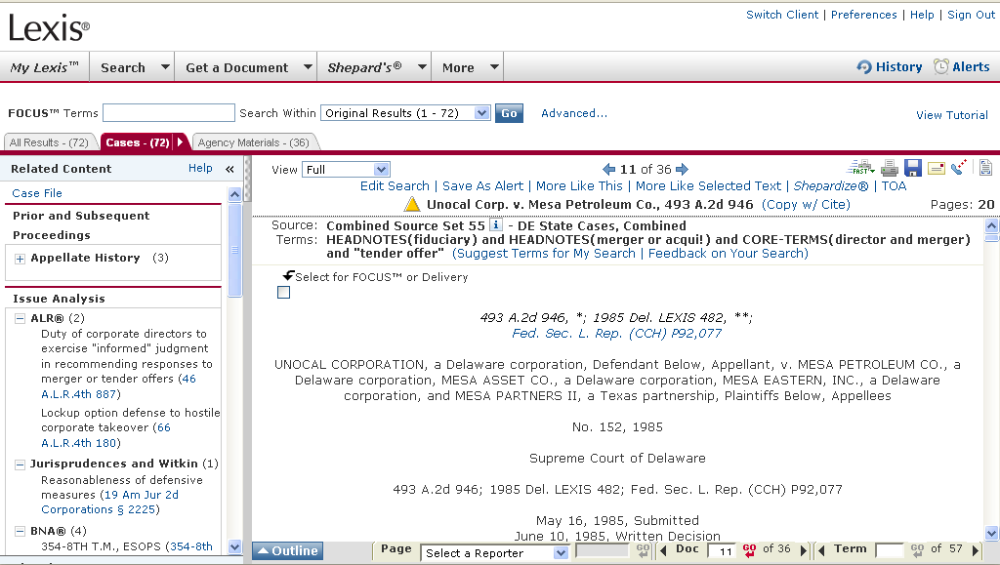 Switch Client | Preferences | Help | Sign Out
Lexis®
My Lexis™ Search Get a Document Shepard's® More History Alerts
FOCUS™ Terms Search Within Original Results (1 - 72) Go Advanced...
View Tutorial
All Results - (72) Cases - (72) Agency Materials - (36)
Related Content Help «
View Full 11 of 36 FAST
Edit Search | Save As Alert | More Like This | More Like Selected Text | Shepardize® | TOA
Unocal Corp. v. Mesa Petroleum Co., 493 A.2d 946 (Copy w/ Cite) Pages: 20
Case File
Prior and Subsequent
Proceedings
Appellate History (3)
Issue Analysis
ALR® (2)
Duty of corporate directors to
exercise "informed" judgment
in recommending responses to
merger or tender offers (46
A.L.R.4th 887)
Lockup option defense to hostile
corporate takeover (66
A.L.R.4th 180)
Jurisprudences and Witkin (1)
Reasonableness of defensive
measures (19 Am Jur 2d
Corporations § 2225)
BNA® (4)
354-8TH T.M., ESOPS (354-8th
Source: Combined Source Set 55 i - DE State Cases, Combined
Terms: HEADNOTES(fiduciary) and HEADNOTES(merger or acqui!) and CORE-TERMS(director and merger)
and "tender offer" (Suggest Terms for My Search | Feedback on Your Search)
Select for FOCUS™ or Delivery
493 A.2d 946, *; 1985 Del. LEXIS 482, **;
Fed. Sec. L. Rep. (CCH) P92,077
UNOCAL CORPORATION, a Delaware corporation, Defendant Below, Appellant, v. MESA PETROLEUM CO., a
Delaware corporation, MESA ASSET CO., a Delaware corporation, MESA EASTERN, INC., a Delaware
corporation, and MESA PARTNERS II, a Texas partnership, Plaintiffs Below, Appellees
No. 152, 1985
Supreme Court of Delaware
493 A.2d 946; 1985 Del. LEXIS 482; Fed. Sec. L. Rep. (CCH) P92,077
May 16, 1985, Submitted
June 10, 1985, Written Decision
Outline Page Select a Reporter GO Doc 11 GO of 36 Term GO of 57